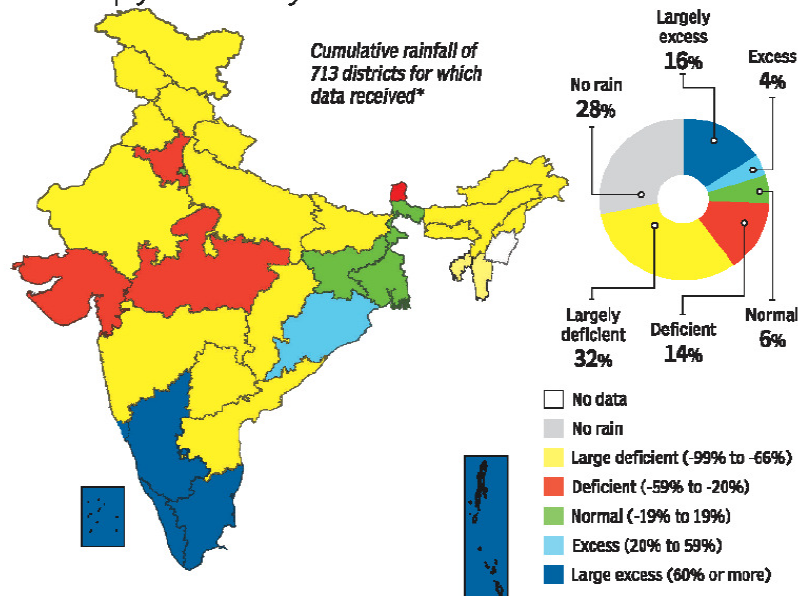 Cumulative rainfall of
713 districts for which
data received*
Largely
excess
16%
Excess
4%
No rain
28%
Largely
deficient
32%
Deficient
14%
Normal
6%
No data
No rain
Large deficient (-99% to -66%)
Deficient (-59% to -20%)
Normal (-19% to 19%)
Excess (20% to 59%)
Large excess (60% or more)